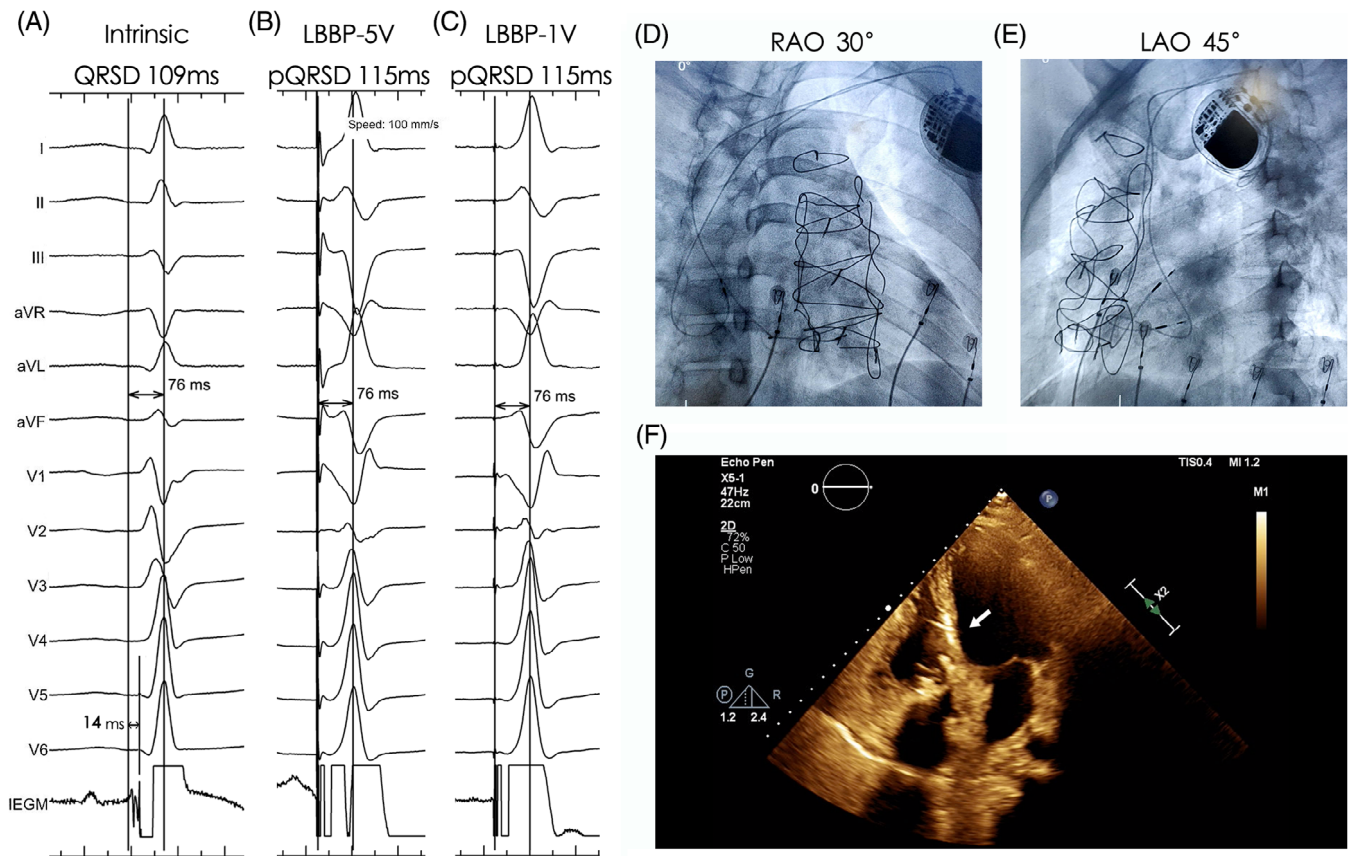 (A)
Intrinsic
QRSD 109ms
(B)
LBBP-5V
pQRSD 115ms
(C)
LBBP-1V
pQRSD 115ms
Speed: 100 mm/s
I
II
III
aVR
aVL
76 ms
76 ms
76 ms
aVF
V1
V2
V3
V4
V5
14 ms
V6
IEGM
(D)
RAO 30°
0°
(E)
LAO 45°
(F)
Echo Pen
X5-1
47Hz
22cm
0
2D
72%
C 50
P Low
HPen
P
TIS0.4 MI 1.2
M1
X2
G
P R
1.2 2.4